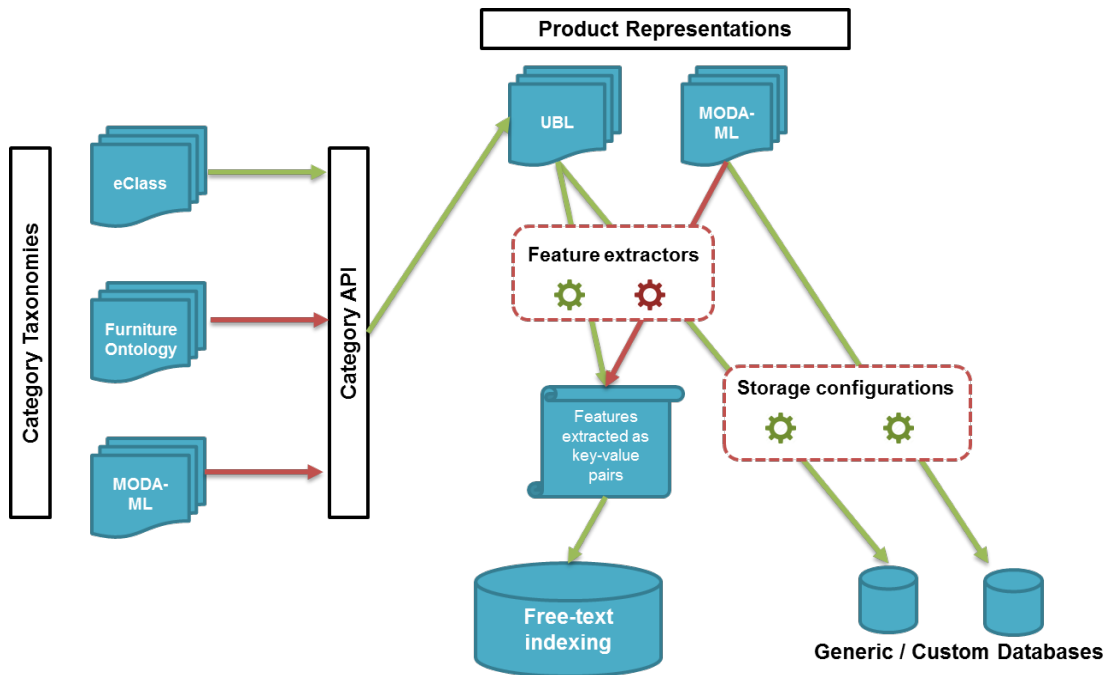 Product Representations
UBL
MODA-
ML
Category Taxonomies
eClass
Furniture
Ontology
MODA-
ML
Category API
Feature extractors
Storage configurations
Features
extracted as
key-value
pairs
Free-text
indexing
Generic / Custom Databases